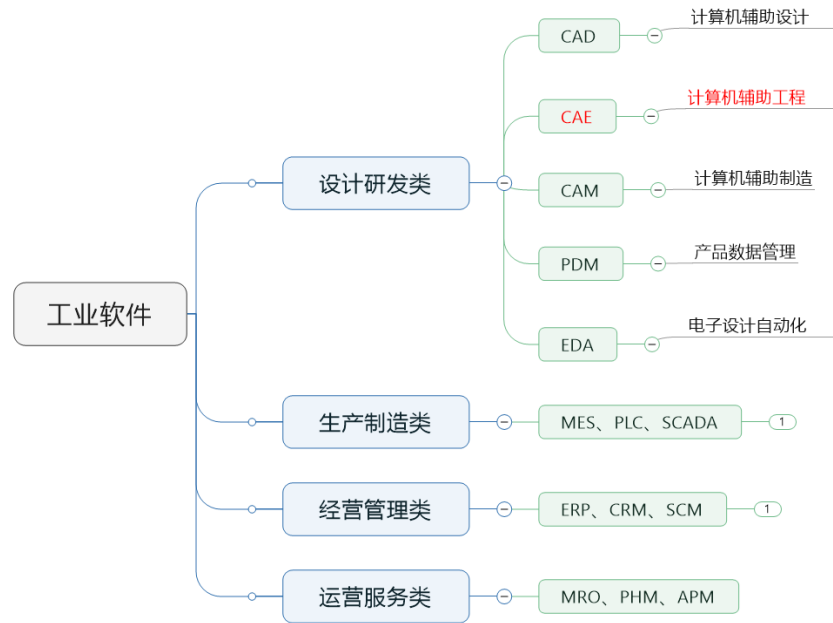 工业软件
设计研发类
CAD
计算机辅助设计
CAE
计算机辅助工程
CAM
计算机辅助制造
PDM
产品数据管理
EDA
电子设计自动化
生产制造类
MES、PLC、SCADA
1
经营管理类
ERP、CRM、SCM
1
运营服务类
MRO、PHM、APM